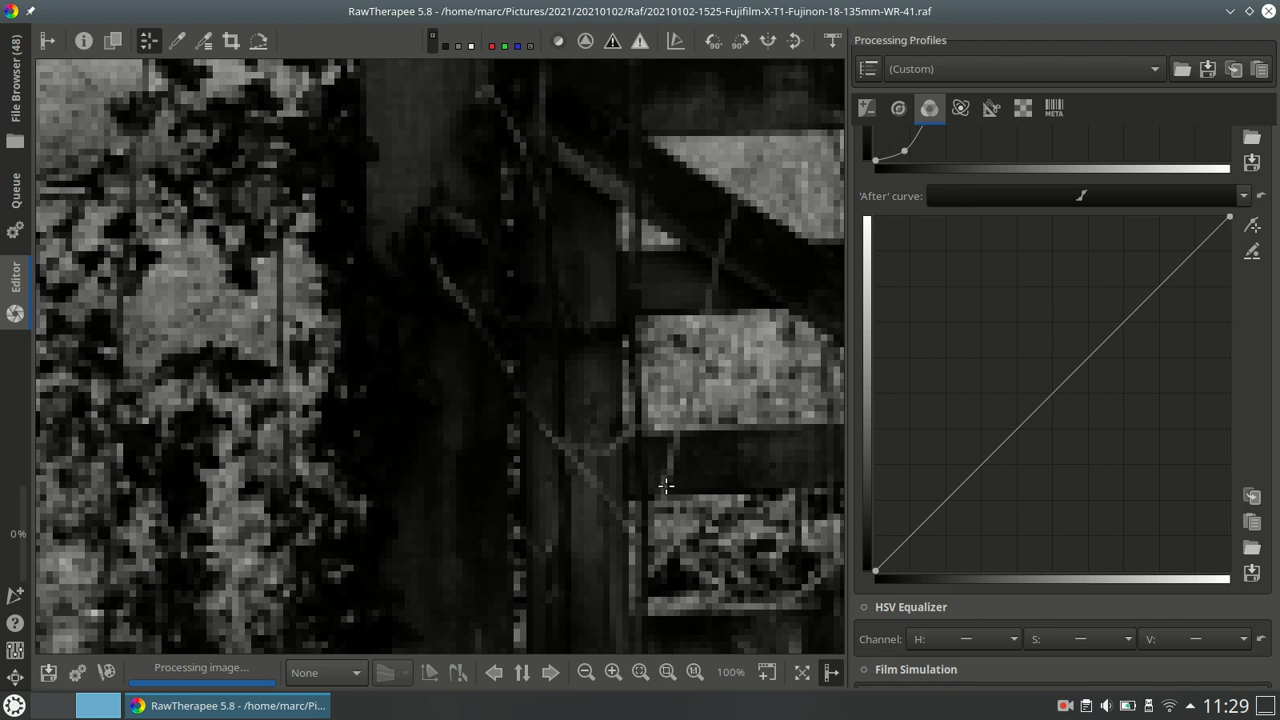 RawTherapee 5.8 - /home/marc/Pictures/2021/20210102/Raf/20210102-1525-Fujifilm-X-T1-Fujinon-18-135mm-WR-41.raf
File Browser (48)
Queue
Editor
0%
Processing Profiles
(Custom)
META
'After' curve:
HSV Equalizer
Channel: H: — S: — V: —
Film Simulation
Processing image...
None
100%
RawTherapee 5.8 - /home/marc/Pi...
11:29